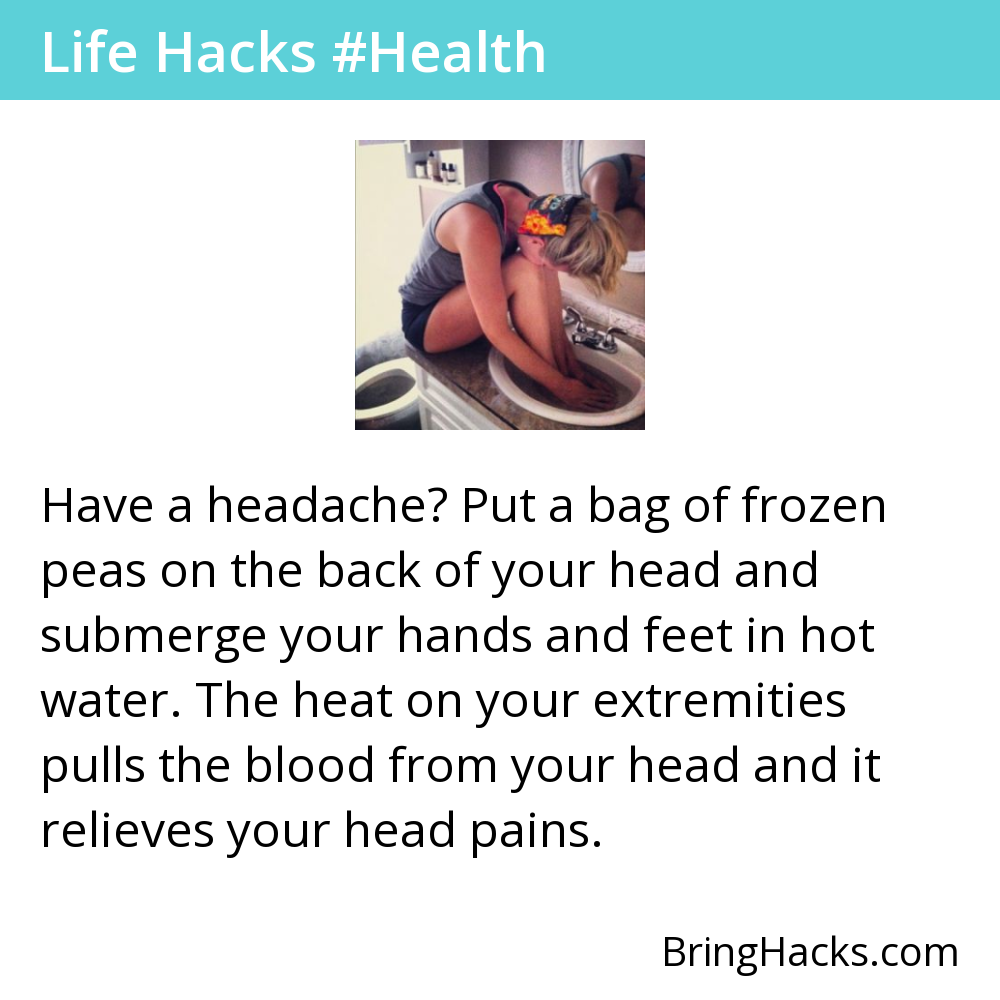 Life Hacks #Health
Have a headache? Put a bag of frozen
peas on the back of your head and
submerge your hands and feet in hot
water. The heat on your extremities
pulls the blood from your head and it
relieves your head pains.
BringHacks.com